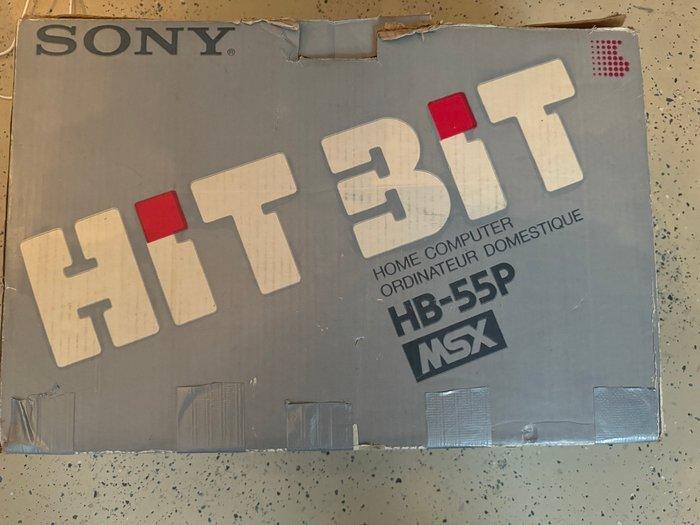 SONY®
HiT BiT
HOME COMPUTER
ORDINATEUR DOMESTIQUE
HB-55P
MSX